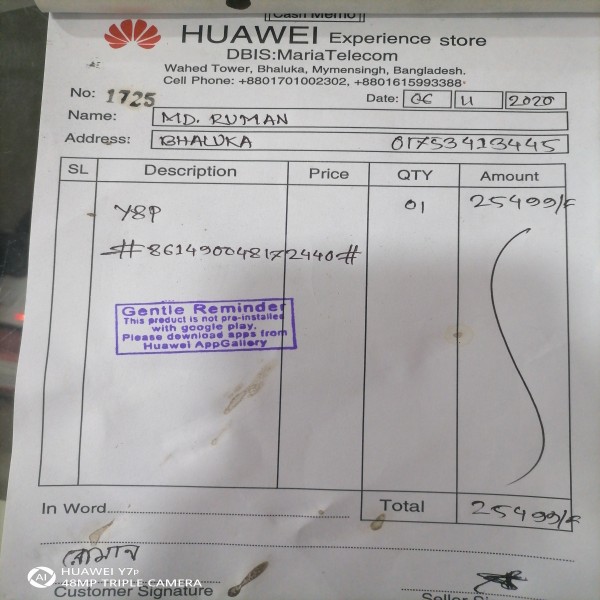 Cash Memo
HUAWEI Experience store
DBIS:MariaTelecom
Wahed Tower, Bhaluka, Mymensingh, Bangladesh.
Cell Phone: +8801701002302, +8801615993388
No: 1725 Date: 06 11 2020
Name: MD. RUMAN
Address: BHALUKA 01753413445
SL Description Price QTY Amount
Y8P 01 25499/=
#861490048172440#
Gentle Reminder
This product is not pre-installed
with google play.
Please download apps from
Huawei AppGallery
In Word Total 25499/=
রোমান
Customer Signature Seller
HUAWEI Y7p
AI 48MP TRIPLE CAMERA